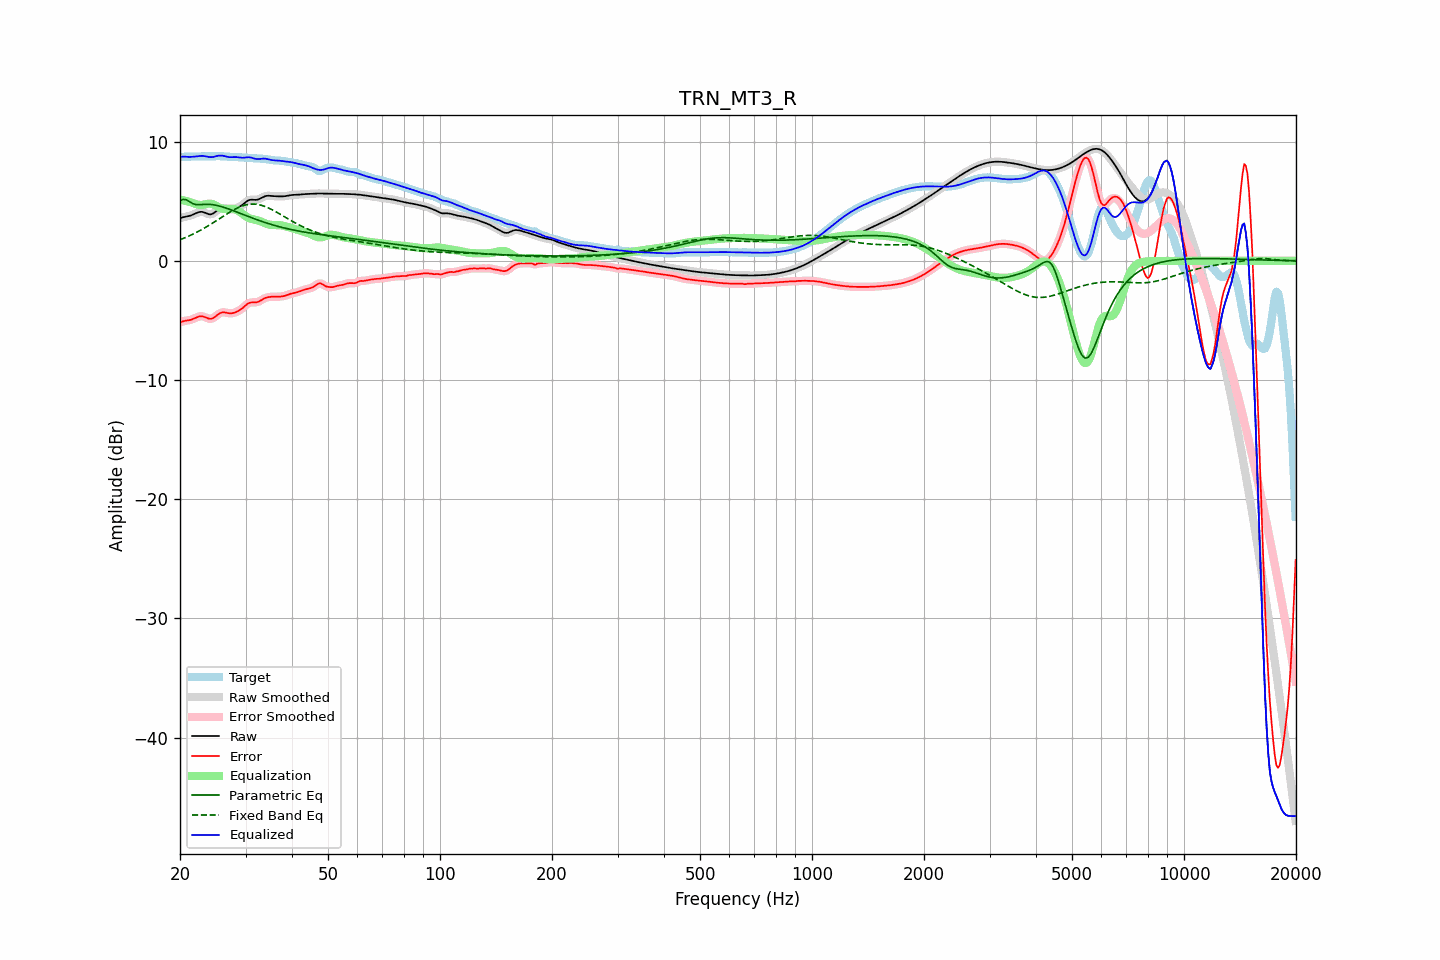 TRN_MT3_R
10
0
−10
−20
−30
−40
Amplitude (dBr)
Target
Raw Smoothed
Error Smoothed
Raw
Error
Equalization
Parametric Eq
Fixed Band Eq
Equalized
20 50 100 200 500 1000 2000 5000 10000 20000
Frequency (Hz)